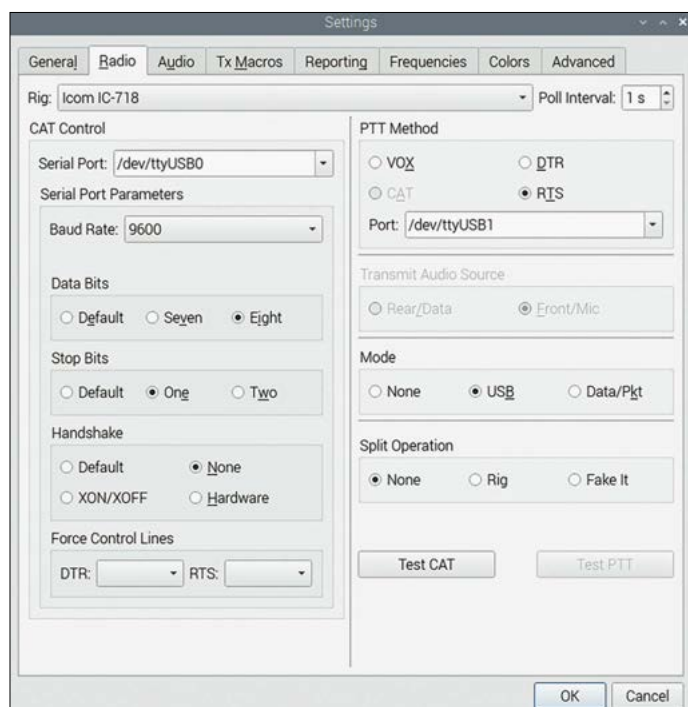 Settings
General Radio Audio Tx Macros Reporting Frequencies Colors Advanced
Rig: Icom IC-718 Poll Interval: 1 s
CAT Control
Serial Port: /dev/ttyUSB0
Serial Port Parameters
Baud Rate: 9600
Data Bits
Default Seven Eight
Stop Bits
Default One Two
Handshake
Default None
XON/XOFF Hardware
Force Control Lines
DTR: RTS:
PTT Method
VOX DTR
CAT RTS
Port: /dev/ttyUSB1
Transmit Audio Source
Rear/Data Front/Mic
Mode
None USB Data/Pkt
Split Operation
None Rig Fake It
Test CAT Test PTT
OK Cancel